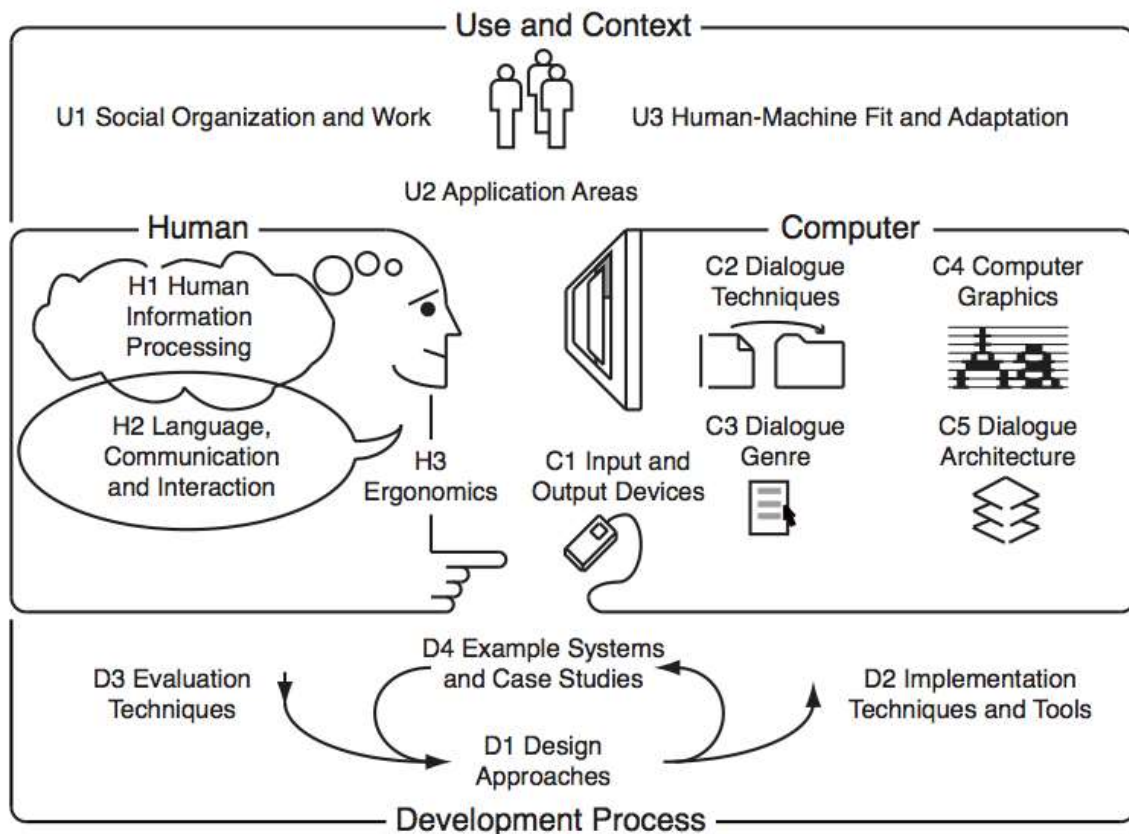 Use and Context
U1 Social Organization and Work
U3 Human-Machine Fit and Adaptation
U2 Application Areas
Human
H1 Human
Information
Processing
H2 Language,
Communication
and Interaction
H3
Ergonomics
Computer
C1 Input and
Output Devices
C2 Dialogue
Techniques
C4 Computer
Graphics
C3 Dialogue
Genre
C5 Dialogue
Architecture
D3 Evaluation
Techniques
D4 Example Systems
and Case Studies
D2 Implementation
Techniques and Tools
D1 Design
Approaches
Development Process